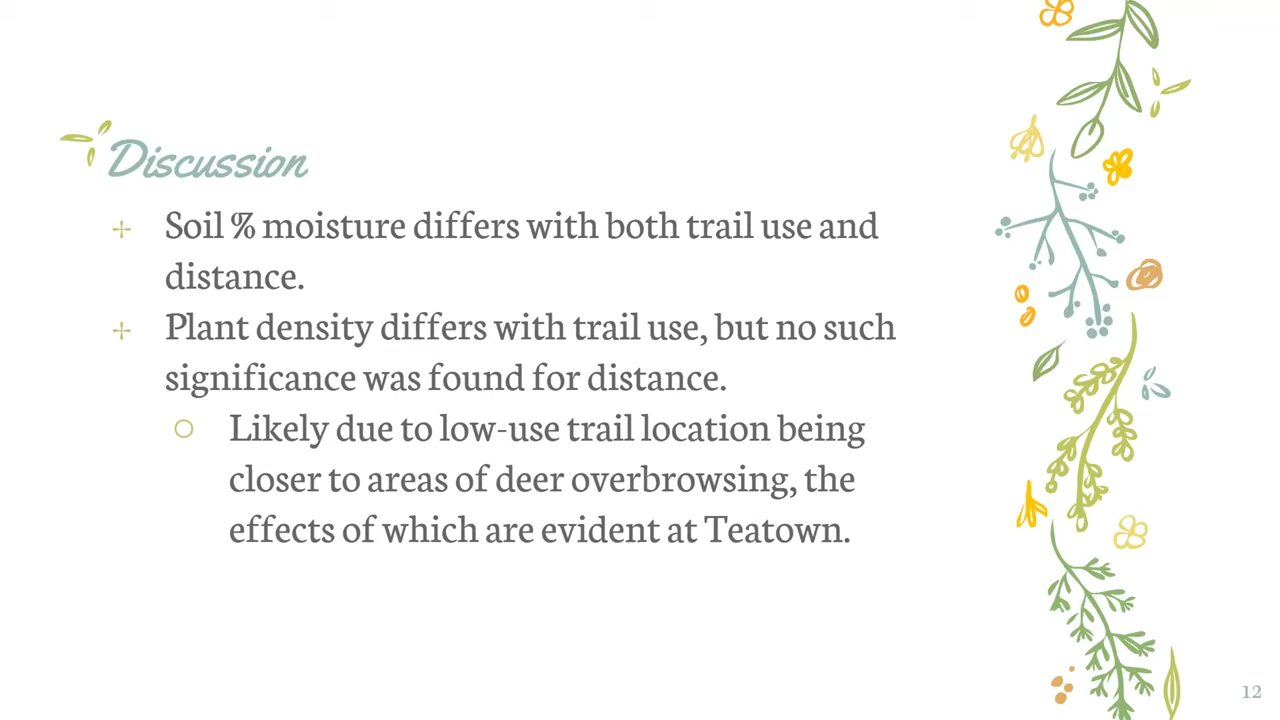 Discussion
Soil % moisture differs with both trail use and
distance.
Plant density differs with trail use, but no such
significance was found for distance.
Likely due to low-use trail location being
closer to areas of deer overbrowsing, the
effects of which are evident at Teatown.
12